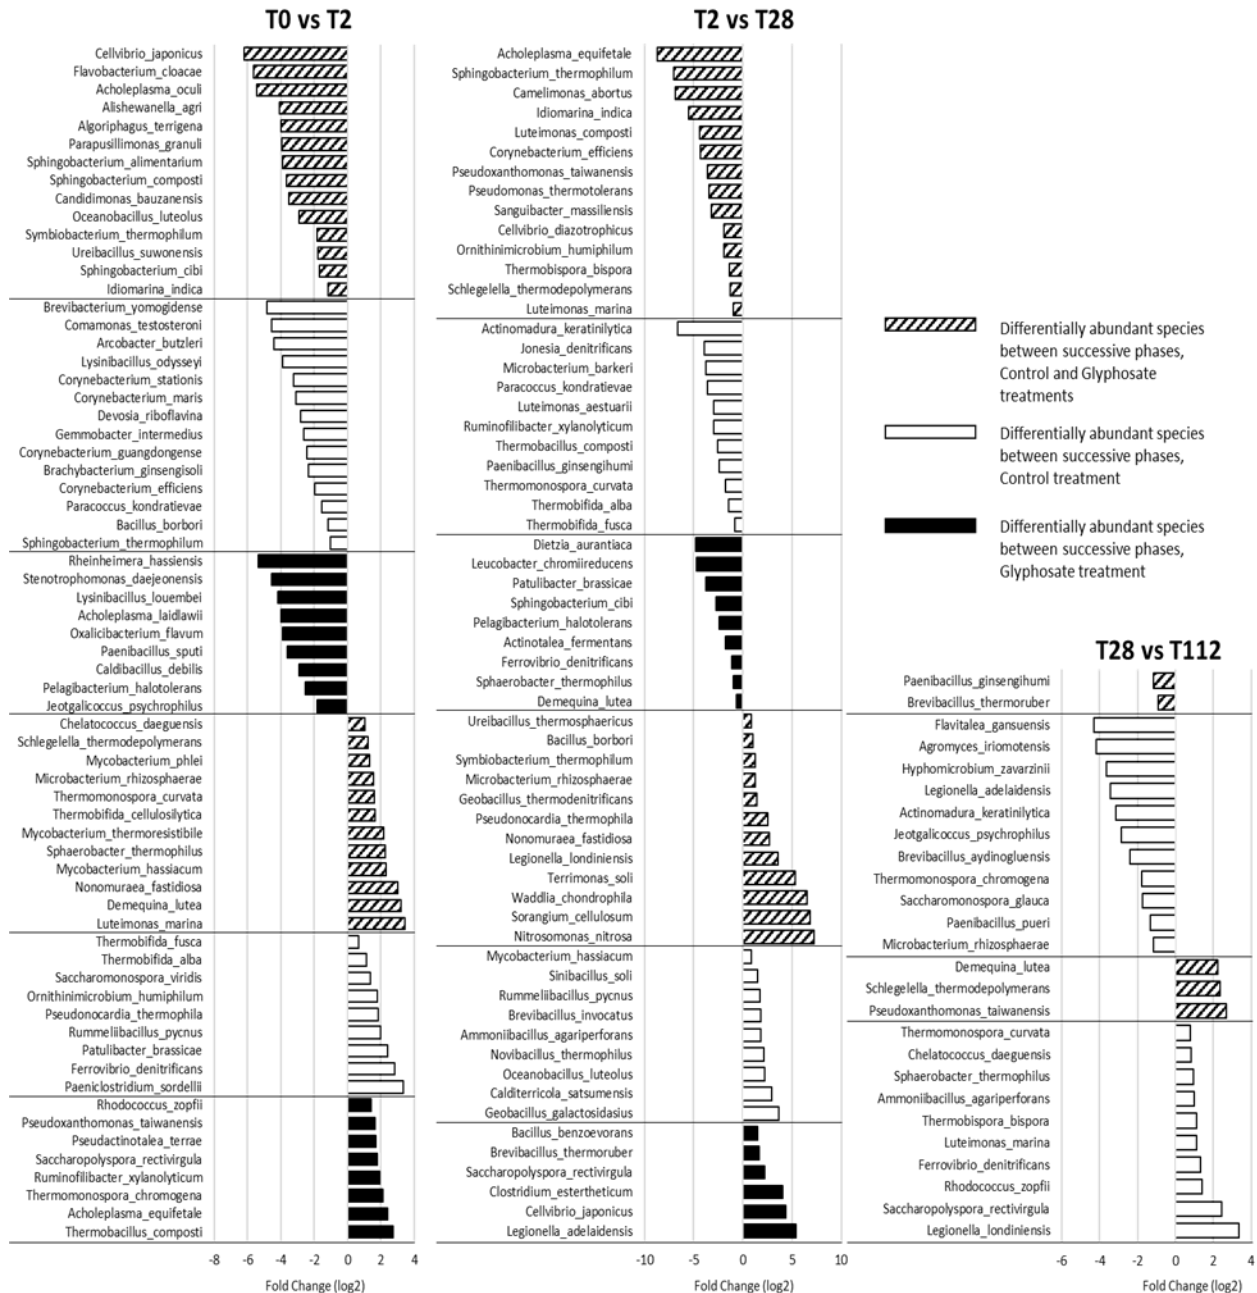 T0 vs T2
Cellvibrio_japonicus
Flavobacterium_cloacae
Acholeplasma_oculi
Alishewanella_agri
Algoriphagus_terrigena
Parapusillimonas_granuli
Sphingobacterium_alimentarium
Sphingobacterium_composti
Candidimonas_bauzanensis
Oceanobacillus_luteolus
Symbiobacterium_thermophilum
Ureibacillus_suwonensis
Sphingobacterium_cibi
Idiomarina_indica
Brevibacterium_yomogidense
Comamonas_testosteroni
Arcobacter_butzleri
Lysinibacillus_odysseyi
Corynebacterium_stationis
Corynebacterium_maris
Devosia_riboflavina
Gemmobacter_intermedius
Corynebacterium_guangdongense
Brachybacterium_ginsengisoli
Corynebacterium_efficiens
Paracoccus_kondratievae
Bacillus_borbori
Sphingobacterium_thermophilum
Rheinheimera_hassiensis
Stenotrophomonas_daejeonensis
Lysinibacillus_louembei
Acholeplasma_laidlawii
Oxalicibacterium_flavum
Paenibacillus_sputi
Caldibacillus_debilis
Pelagibacterium_halotolerans
Jeotgalicoccus_psychrophilus
Chelatococcus_daeguensis
Schlegelella_thermodepolymerans
Mycobacterium_phlei
Microbacterium_rhizosphaerae
Thermomonospora_curvata
Thermobifida_cellulosilytica
Mycobacterium_thermoresistibile
Sphaerobacter_thermophilus
Mycobacterium_hassiacum
Nonomuraea_fastidiosa
Demequina_lutea
Luteimonas_marina
Thermobifida_fusca
Thermobifida_alba
Saccharomonospora_viridis
Ornithinimicrobium_humiphilum
Pseudonocardia_thermophila
Rummeliibacillus_pycnus
Patulibacter_brassicae
Ferrovibrio_denitrificans
Paeniclostridium_sordellii
Rhodococcus_zopfii
Pseudoxanthomonas_taiwanensis
Pseudactinotalea_terrae
Saccharopolyspora_rectivirgula
Ruminofilibacter_xylanolyticum
Thermomonospora_chromogena
Acholeplasma_equifetale
Thermobacillus_composti
-8 -6 -4 -2 0 2 4
Fold Change (log2)
T2 vs T28
Acholeplasma_equifetale
Sphingobacterium_thermophilum
Camelimonas_abortus
Idiomarina_indica
Luteimonas_composti
Corynebacterium_efficiens
Pseudoxanthomonas_taiwanensis
Pseudomonas_thermotolerans
Sanguibacter_massiliensis
Cellvibrio_diazotrophicus
Ornithinimicrobium_humiphilum
Thermobispora_bispora
Schlegelella_thermodepolymerans
Luteimonas_marina
Actinomadura_keratinilytica
Jonesia_denitrificans
Microbacterium_barkeri
Paracoccus_kondratievae
Luteimonas_aestuarii
Ruminofilibacter_xylanolyticum
Thermobacillus_composti
Paenibacillus_ginsengihumi
Thermomonospora_curvata
Thermobifida_alba
Thermobifida_fusca
Dietzia_aurantiaca
Leucobacter_chromiireducens
Patulibacter_brassicae
Sphingobacterium_cibi
Pelagibacterium_halotolerans
Actinotalea_fermentans
Ferrovibrio_denitrificans
Sphaerobacter_thermophilus
Demequina_lutea
Ureibacillus_thermosphaericus
Bacillus_borbori
Symbiobacterium_thermophilum
Microbacterium_rhizosphaerae
Geobacillus_thermodenitrificans
Pseudonocardia_thermophila
Nonomuraea_fastidiosa
Legionella_londiniensis
Terrimonas_soli
Waddlia_chondrophila
Sorangium_cellulosum
Nitrosomonas_nitrosa
Mycobacterium_hassiacum
Sinibacillus_soli
Rummeliibacillus_pycnus
Brevibacillus_invocatus
Ammoniibacillus_agariperforans
Novibacillus_thermophilus
Oceanobacillus_luteolus
Calditerricola_satsumensis
Geobacillus_galactosidasius
Bacillus_benzoevorans
Brevibacillus_thermoruber
Saccharopolyspora_rectivirgula
Clostridium_estertheticum
Cellvibrio_japonicus
Legionella_adelaidensis
-10 -5 0 5 10
Fold Change (log2)
Differentially abundant species
between successive phases,
Control and Glyphosate
treatments
Differentially abundant species
between successive phases,
Control treatment
Differentially abundant species
between successive phases,
Glyphosate treatment
T28 vs T112
Paenibacillus_ginsengihumi
Brevibacillus_thermoruber
Flavitalea_gansuensis
Agromyces_iriomotensis
Hyphomicrobium_zavarzinii
Legionella_adelaidensis
Actinomadura_keratinilytica
Jeotgalicoccus_psychrophilus
Brevibacillus_aydinogluensis
Thermomonospora_chromogena
Saccharomonospora_glauca
Paenibacillus_pueri
Microbacterium_rhizosphaerae
Demequina_lutea
Schlegelella_thermodepolymerans
Pseudoxanthomonas_taiwanensis
Thermomonospora_curvata
Chelatococcus_daeguensis
Sphaerobacter_thermophilus
Ammoniibacillus_agariperforans
Thermobispora_bispora
Luteimonas_marina
Ferrovibrio_denitrificans
Rhodococcus_zopfii
Saccharopolyspora_rectivirgula
Legionella_londiniensis
-6 -4 -2 0 2 4
Fold Change (log2)